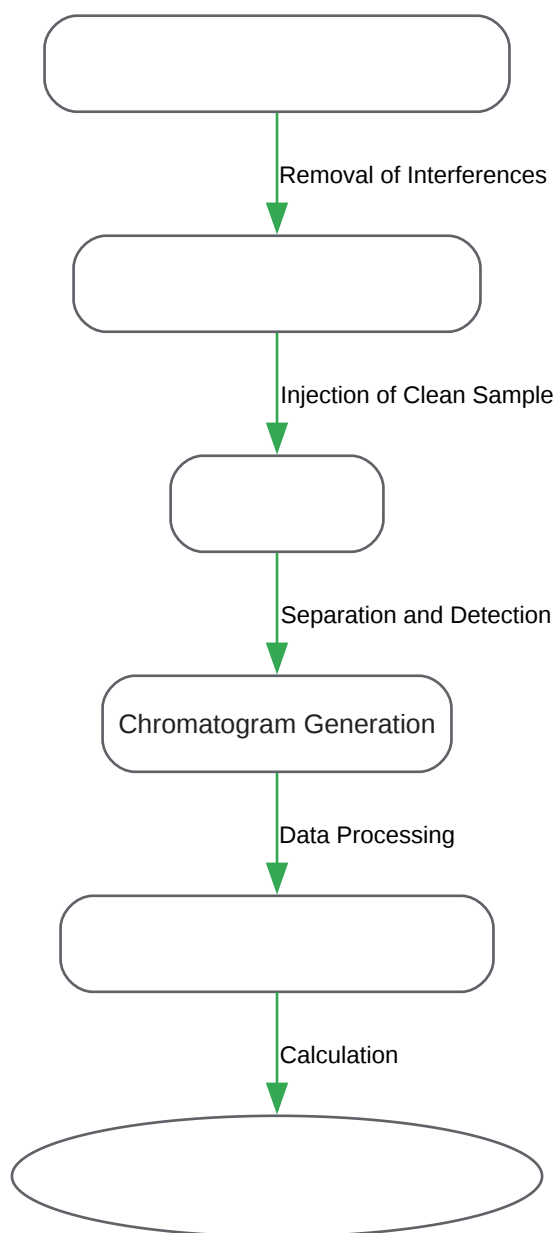 Removal of Interferences
Injection of Clean Sample
Separation and Detection
Chromatogram Generation
Data Processing
Calculation